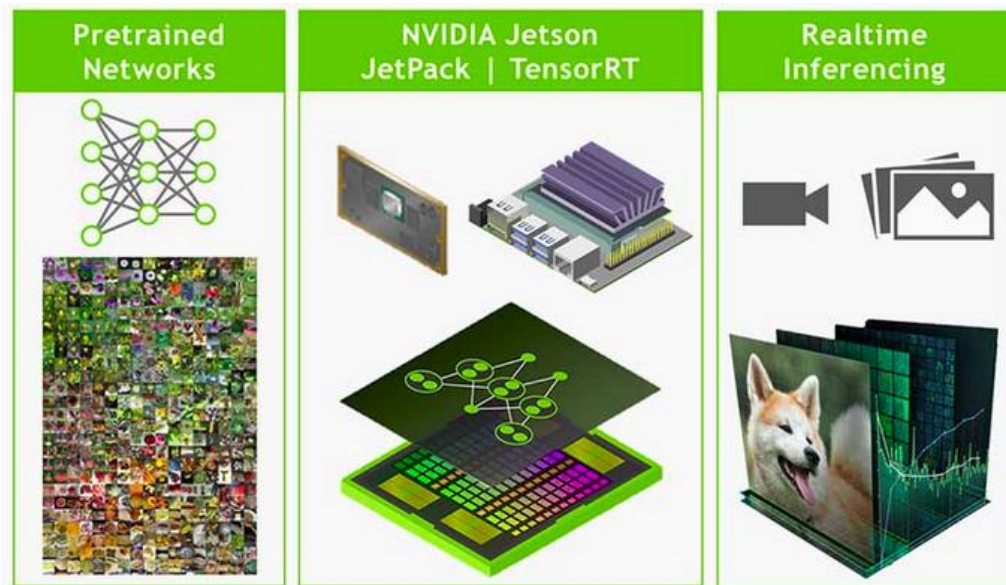 Pretrained
Networks
NVIDIA Jetson
JetPack | TensorRT
Realtime
Inferencing